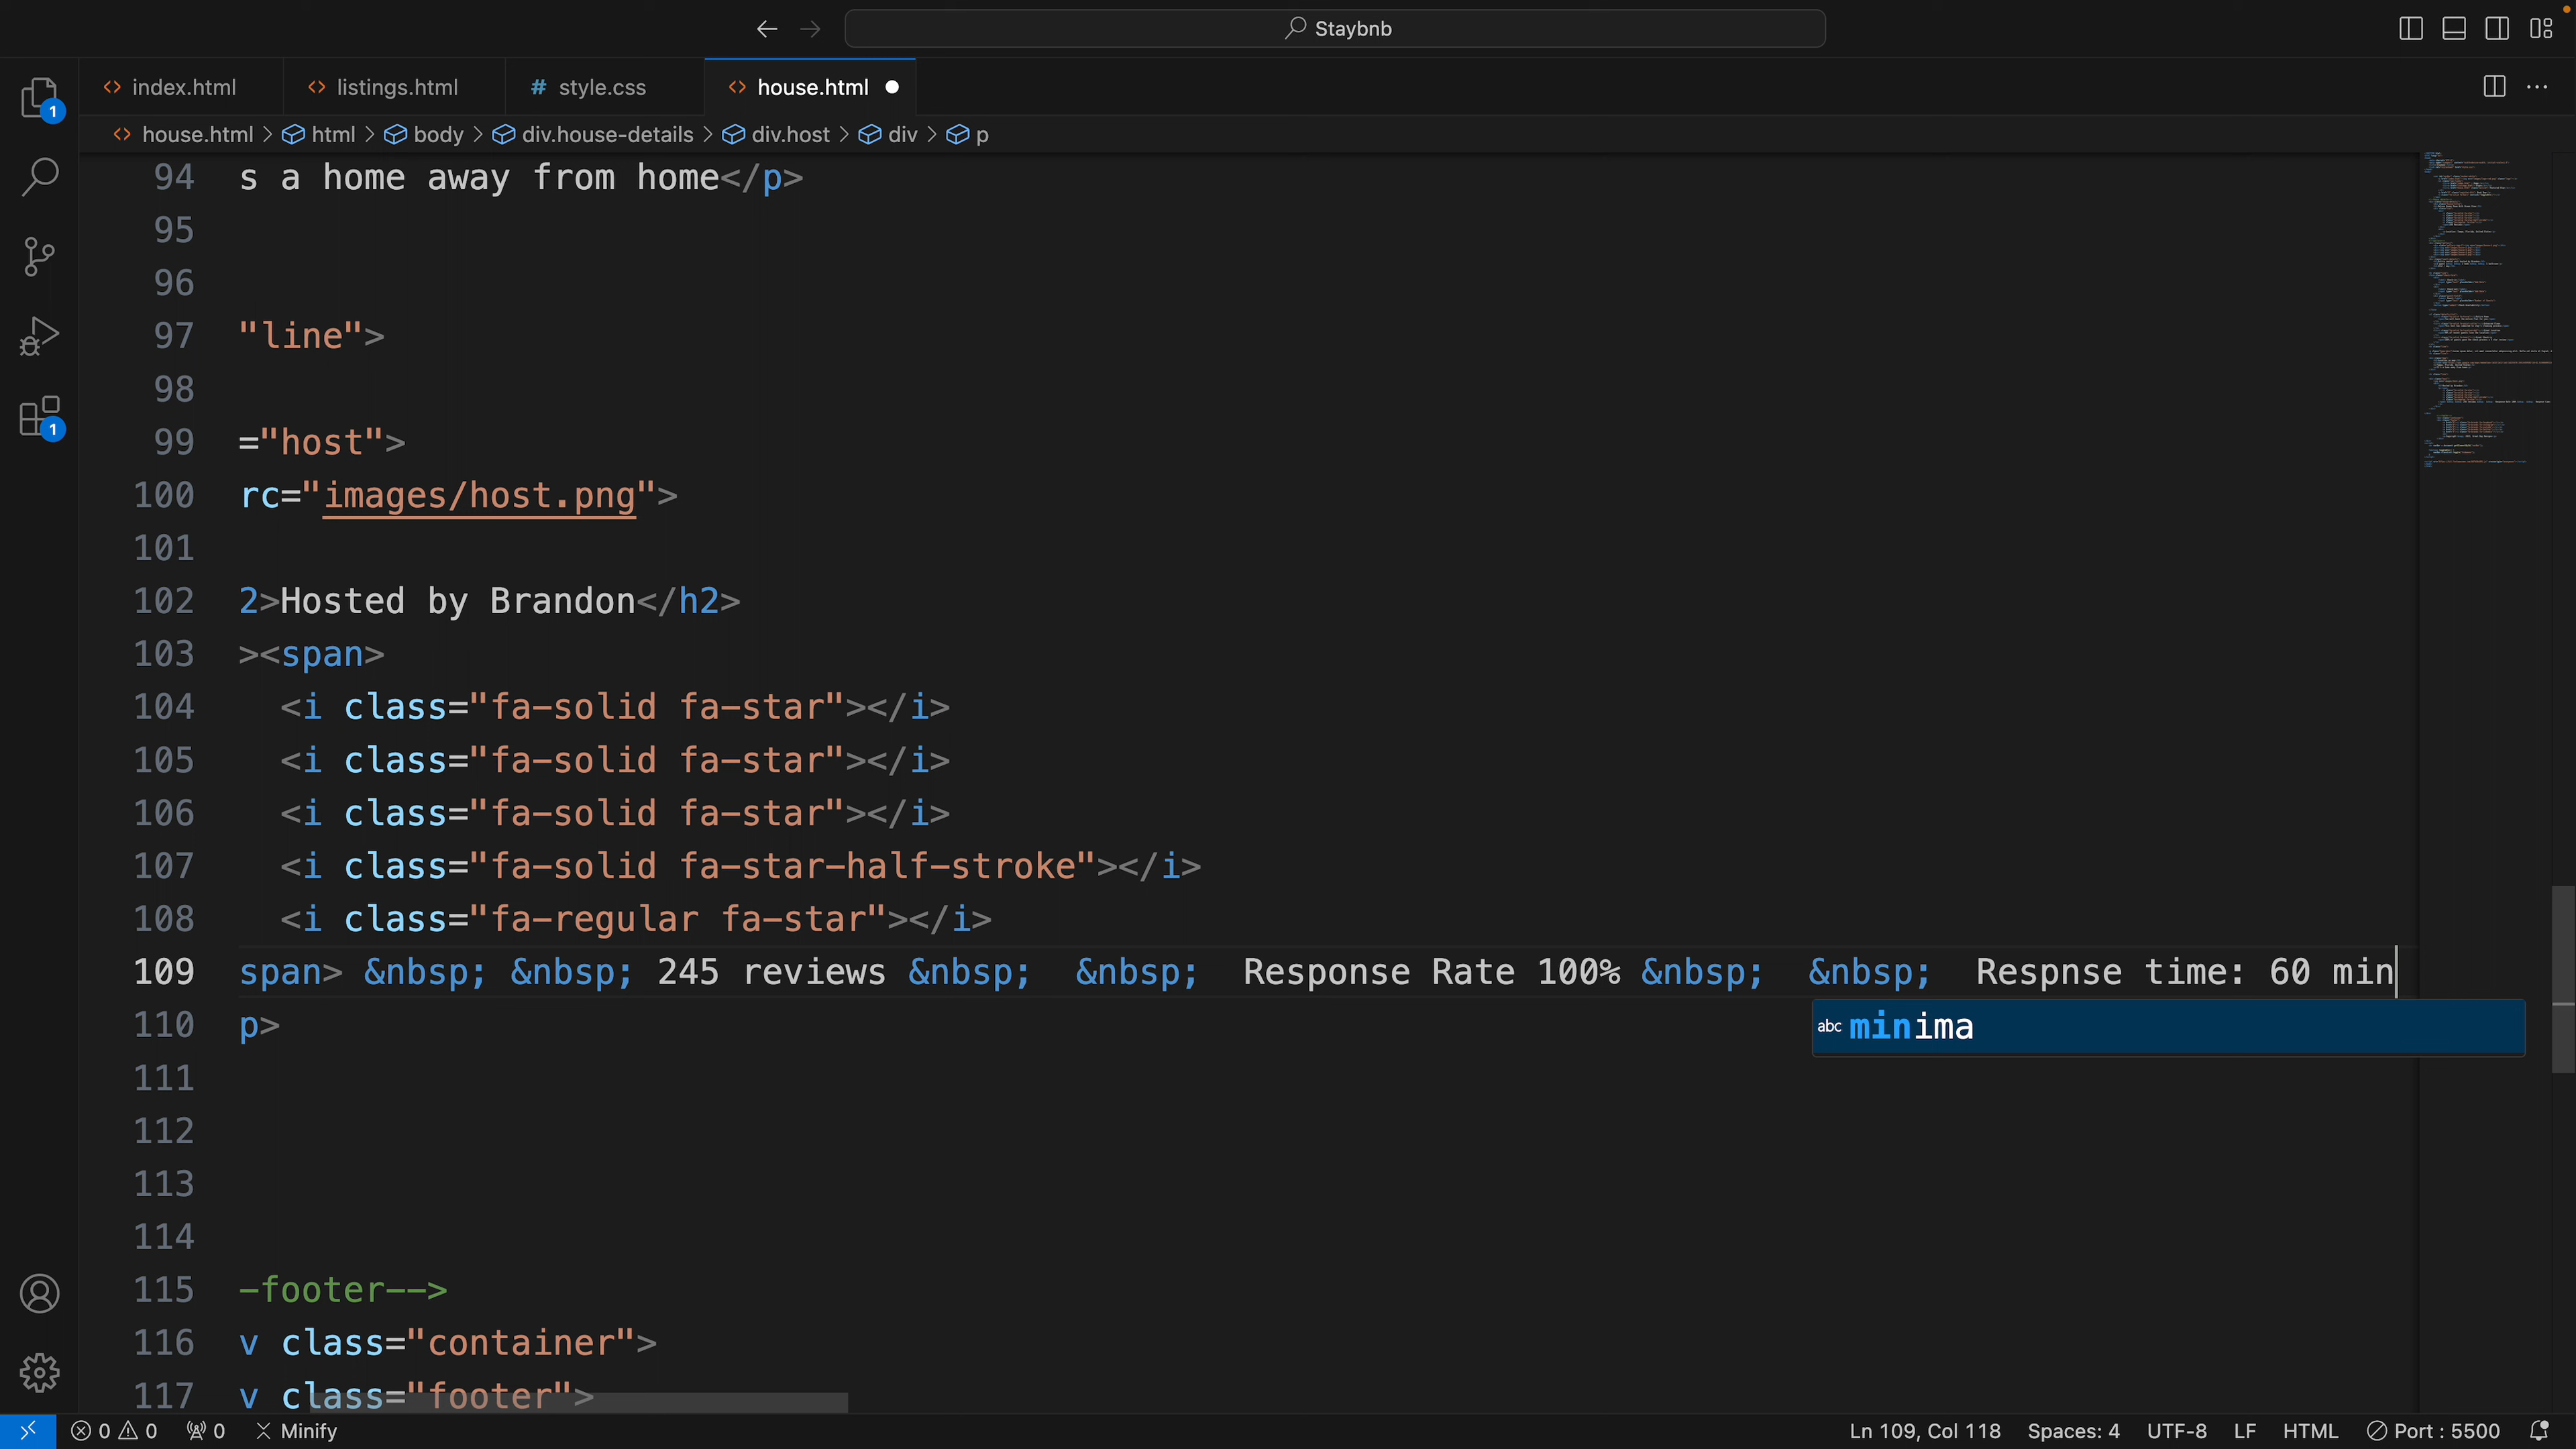 Staybnb
index.html
listings.html
style.css
house.html
house.html > html > body > div.house-details > div.host > div > p
94 s a home away from home</p>
95
96
97 "line">
98
99 ="host">
100 rc="images/host.png">
101
102 2>Hosted by Brandon</h2>
103 ><span>
104 <i class="fa-solid fa-star"></i>
105 <i class="fa-solid fa-star"></i>
106 <i class="fa-solid fa-star"></i>
107 <i class="fa-solid fa-star-half-stroke"></i>
108 <i class="fa-regular fa-star"></i>
109 span> &nbsp; &nbsp; 245 reviews &nbsp;  &nbsp;  Response Rate 100% &nbsp;  &nbsp;  Respnse time: 60 min
abc minima
110 p>
111
112
113
114
115 -footer-->
116 v class="container">
117 v class="footer">
1
1
0 0 0 Minify
Ln 109, Col 118 Spaces: 4 UTF-8 LF HTML Port : 5500